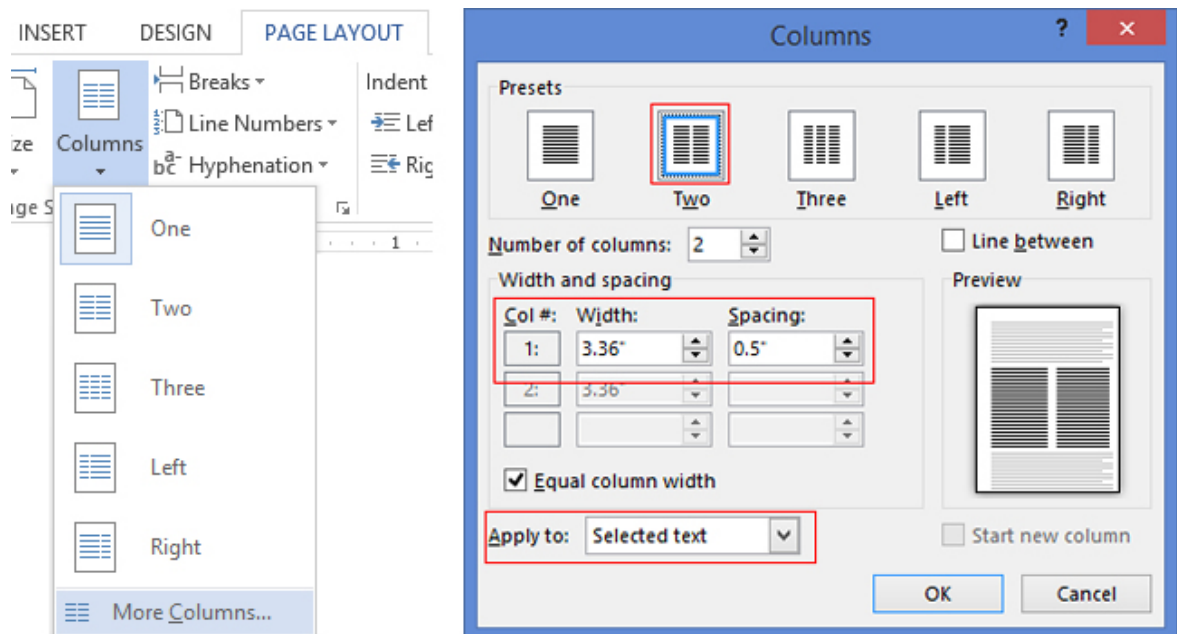 INSERT DESIGN PAGE LAYOUT
Breaks
Indent
Line Numbers
Lef
ze
Columns
Hyphenation
Rig
age S
1
One
Two
Three
Left
Right
More Columns...
Columns
? ×
Presets
One Two Three Left Right
Number of columns: 2
Line between
Width and spacing
Preview
Col #: Width: Spacing:
1: 3.36" 0.5"
2: 3.36"
Equal column width
Apply to: Selected text
Start new column
OK Cancel